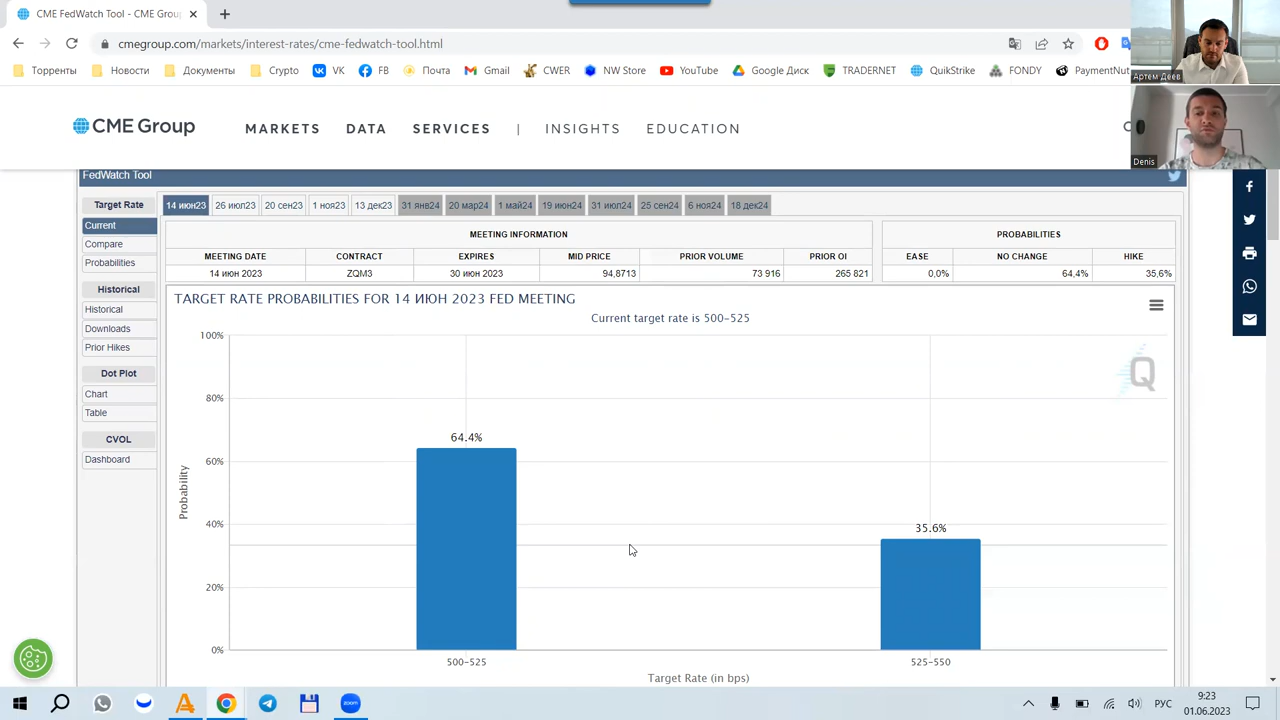 CME FedWatch Tool - CME Grou
cmegroup.com/markets/interest-rates/cme-fedwatch-tool.html
Торренты Новости Документы Crypto VK FB Почта Gmail CWER NW Store YouTube Google Диск TRADERNET QuikStrike FONDY PaymentNut
Артем Деев
Denis
CME Group MARKETS DATA SERVICES | INSIGHTS EDUCATION
FedWatch Tool
Target Rate
Current
Compare
Probabilities
Historical
Historical
Downloads
Prior Hikes
Dot Plot
Chart
Table
CVOL
Dashboard
14 июн23 26 июл23 20 сен23 1 ноя23 13 дек23 31 янв24 20 мар24 1 май24 19 июн24 31 июл24 25 сен24 6 ноя24 18 дек24
MEETING INFORMATION
MEETING DATE CONTRACT EXPIRES MID PRICE PRIOR VOLUME PRIOR OI
14 июн 2023 ZQM3 30 июн 2023 94,8713 73 916 265 821
PROBABILITIES
EASE NO CHANGE HIKE
0,0% 64,4% 35,6%
TARGET RATE PROBABILITIES FOR 14 ИЮН 2023 FED MEETING
Current target rate is 500-525
Q
100%
80%
60%
40%
20%
0%
Probability
64.4%
35.6%
500-525 525-550
Target Rate (in bps)
zoom
РУС
9:23
01.06.2023